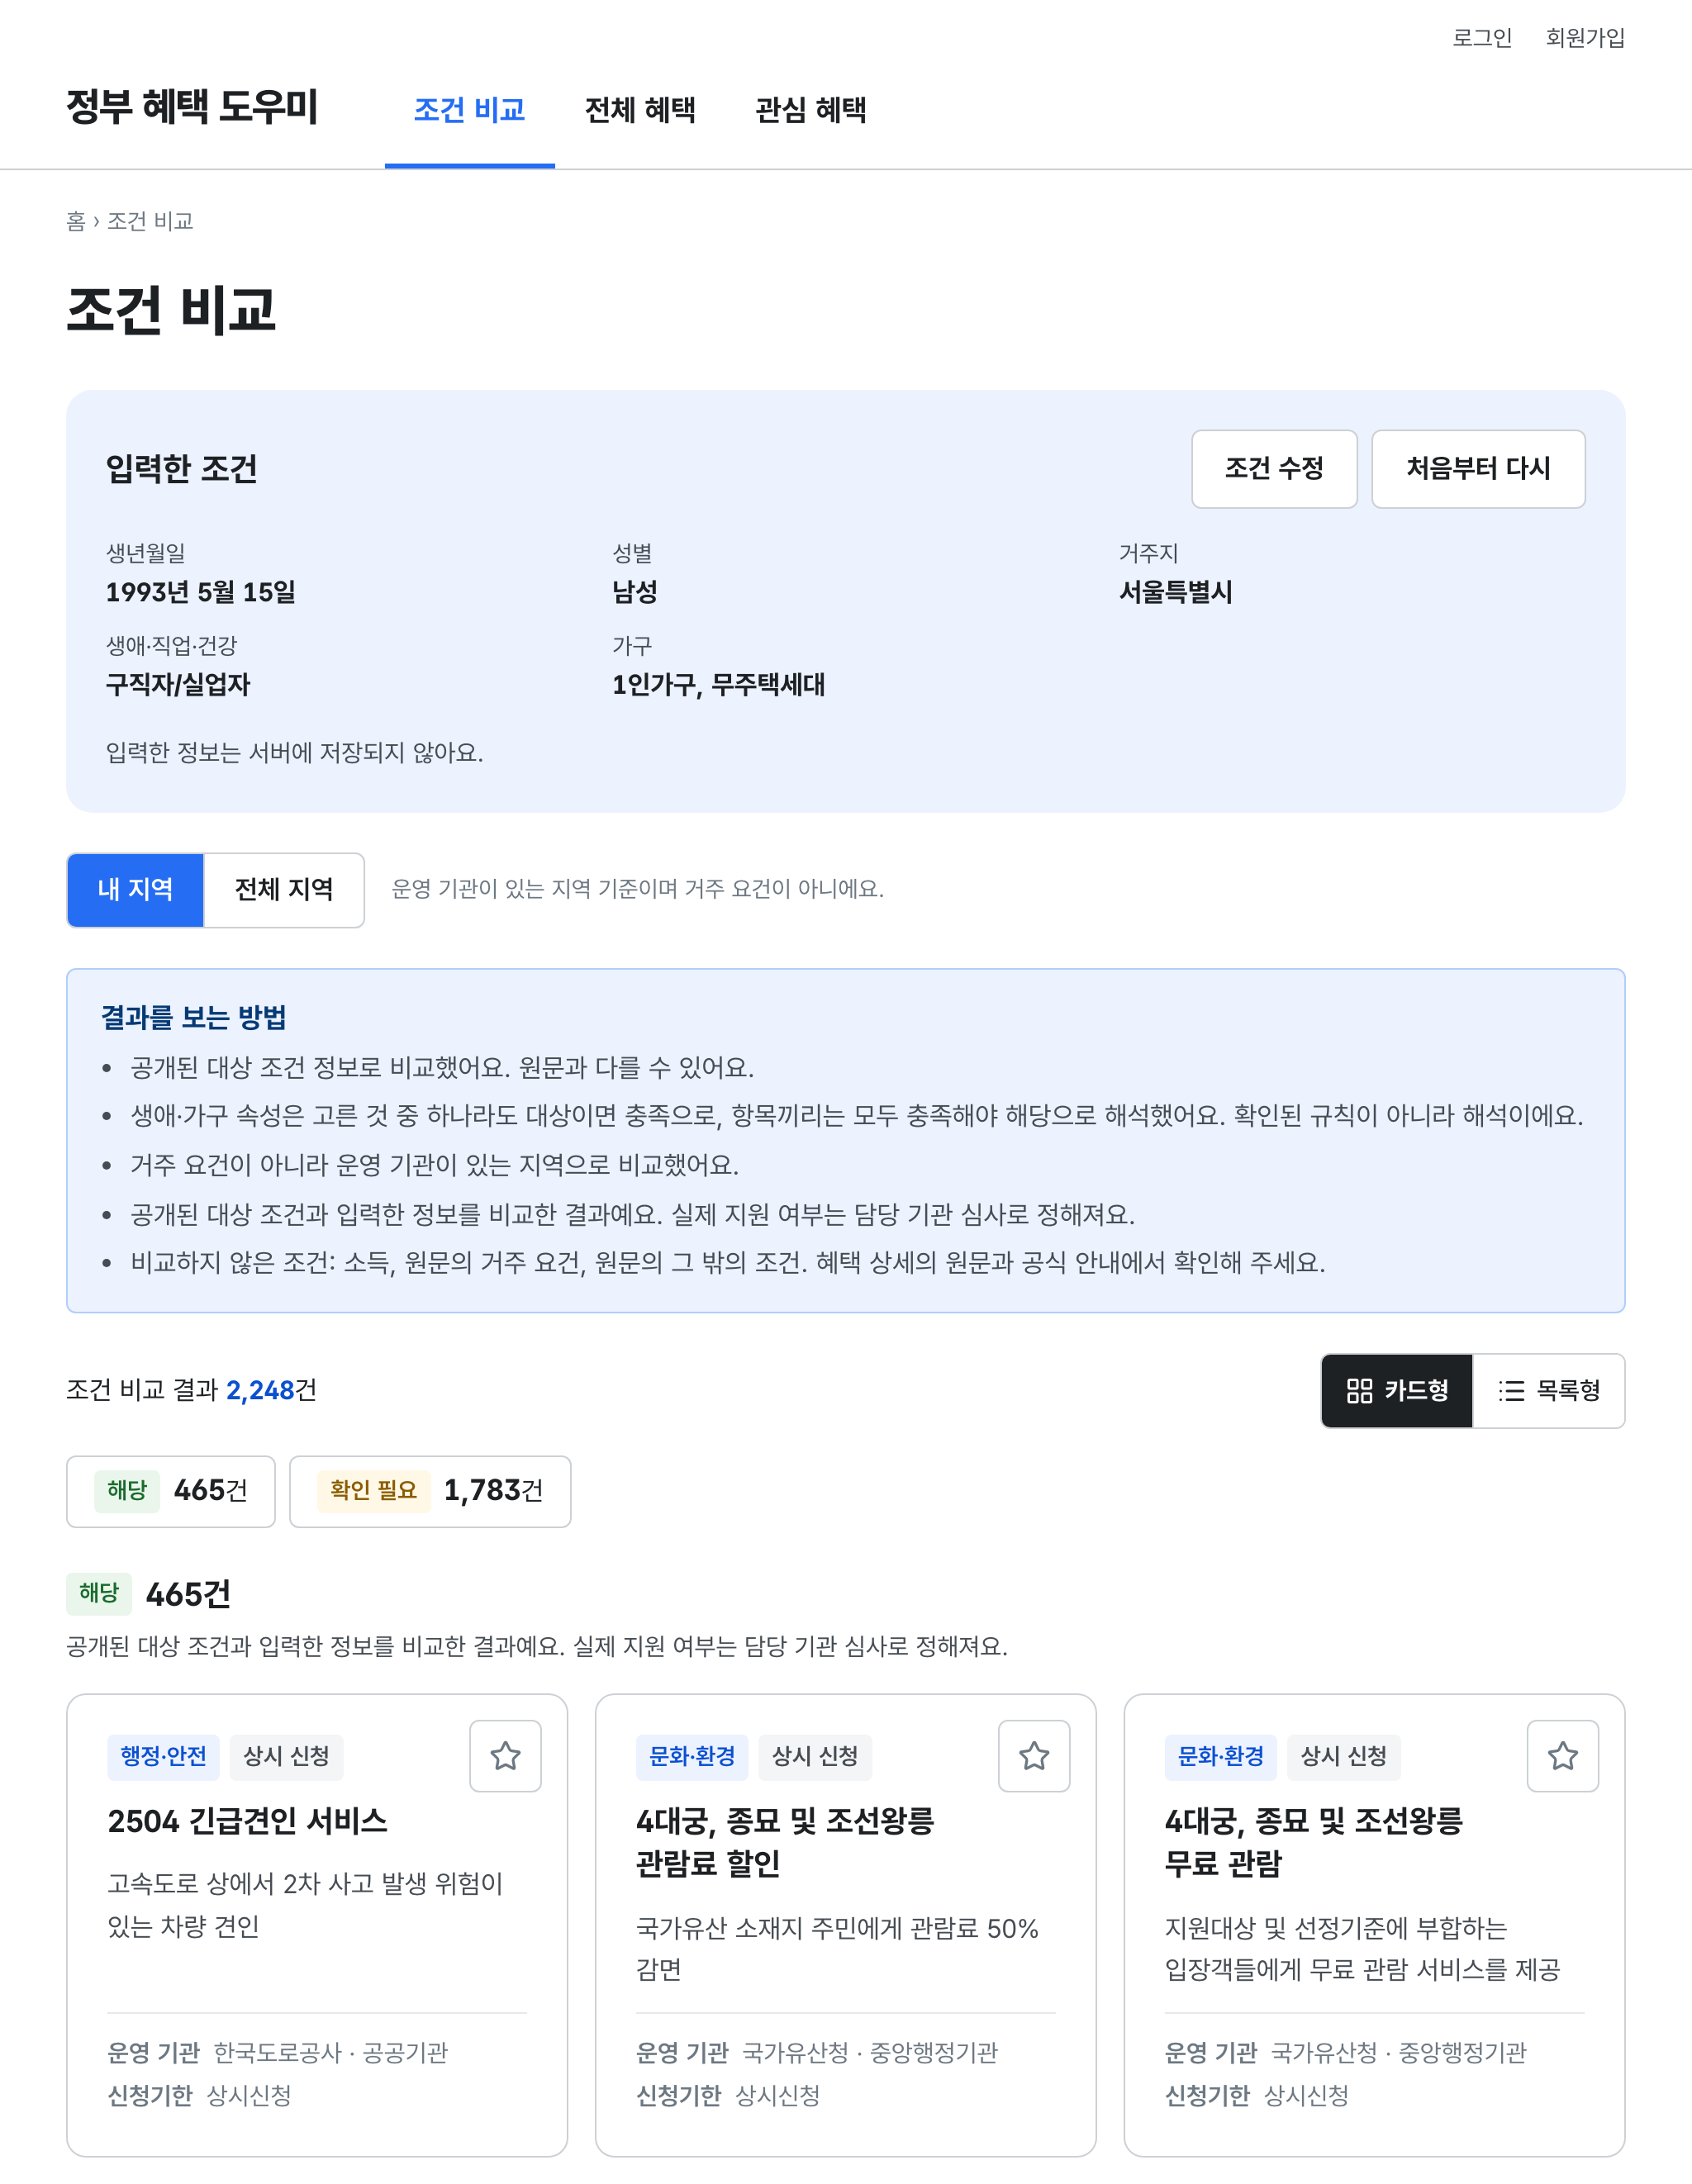 로그인 회원가입
정부 혜택 도우미 조건 비교 전체 혜택 관심 혜택
홈 › 조건 비교
조건 비교
입력한 조건 조건 수정 처음부터 다시
생년월일 성별 거주지
1993년 5월 15일 남성 서울특별시
생애·직업·건강 가구
구직자/실업자 1인가구, 무주택세대
입력한 정보는 서버에 저장되지 않아요.
내 지역 전체 지역 운영 기관이 있는 지역 기준이며 거주 요건이 아니에요.
결과를 보는 방법
• 공개된 대상 조건 정보로 비교했어요. 원문과 다를 수 있어요.
• 생애·가구 속성은 고른 것 중 하나라도 대상이면 충족으로, 항목끼리는 모두 충족해야 해당으로 해석했어요. 확인된 규칙이 아니라 해석이에요.
• 거주 요건이 아니라 운영 기관이 있는 지역으로 비교했어요.
• 공개된 대상 조건과 입력한 정보를 비교한 결과예요. 실제 지원 여부는 담당 기관 심사로 정해져요.
• 비교하지 않은 조건: 소득, 원문의 거주 요건, 원문의 그 밖의 조건. 혜택 상세의 원문과 공식 안내에서 확인해 주세요.
조건 비교 결과 2,248건 카드형 목록형
해당 465건 확인 필요 1,783건
해당 465건
공개된 대상 조건과 입력한 정보를 비교한 결과예요. 실제 지원 여부는 담당 기관 심사로 정해져요.
행정·안전 상시 신청
2504 긴급견인 서비스
고속도로 상에서 2차 사고 발생 위험이
있는 차량 견인
운영 기관 한국도로공사 · 공공기관
신청기한 상시신청
문화·환경 상시 신청
4대궁, 종묘 및 조선왕릉
관람료 할인
국가유산 소재지 주민에게 관람료 50%
감면
운영 기관 국가유산청 · 중앙행정기관
신청기한 상시신청
문화·환경 상시 신청
4대궁, 종묘 및 조선왕릉
무료 관람
지원대상 및 선정기준에 부합하는
입장객들에게 무료 관람 서비스를 제공
운영 기관 국가유산청 · 중앙행정기관
신청기한 상시신청